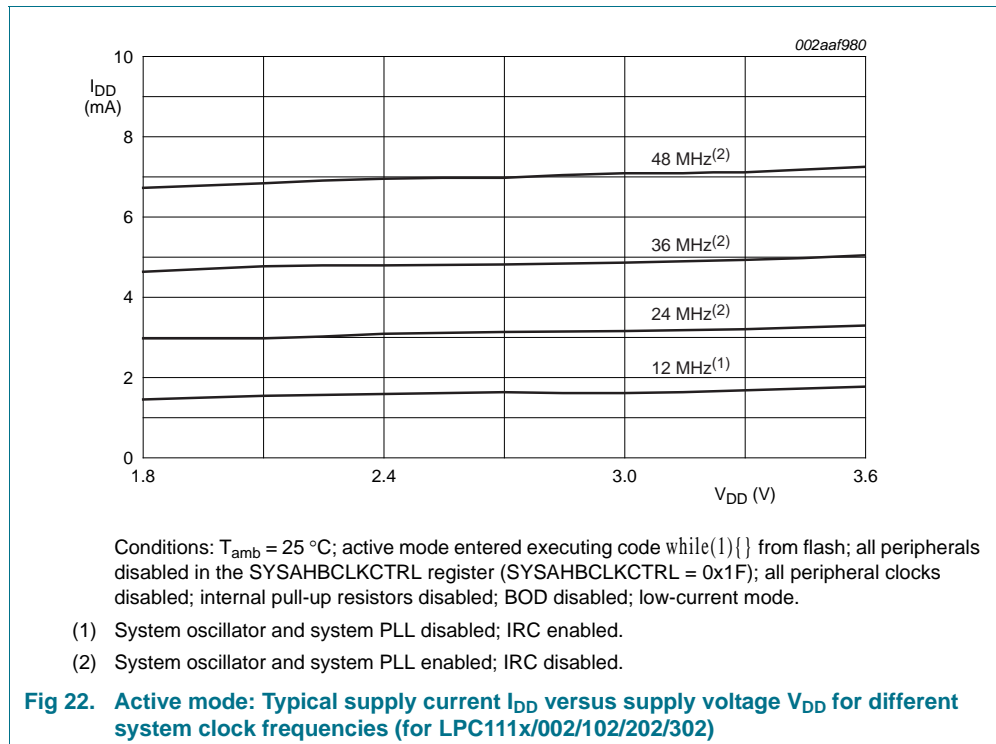 002aaf980
10
I_DD
(mA)
8
6
4
2
0
48 MHz(2)
36 MHz(2)
24 MHz(2)
12 MHz(1)
1.8
2.4
3.0
3.6
V_DD (V)
Conditions: T_amb = 25 °C; active mode entered executing code while(1){} from flash; all peripherals
disabled in the SYSAHBCLKCTRL register (SYSAHBCLKCTRL = 0x1F); all peripheral clocks
disabled; internal pull-up resistors disabled; BOD disabled; low-current mode.
(1) System oscillator and system PLL disabled; IRC enabled.
(2) System oscillator and system PLL enabled; IRC disabled.
Fig 22. Active mode: Typical supply current I_DD versus supply voltage V_DD for different
system clock frequencies (for LPC111x/002/102/202/302)